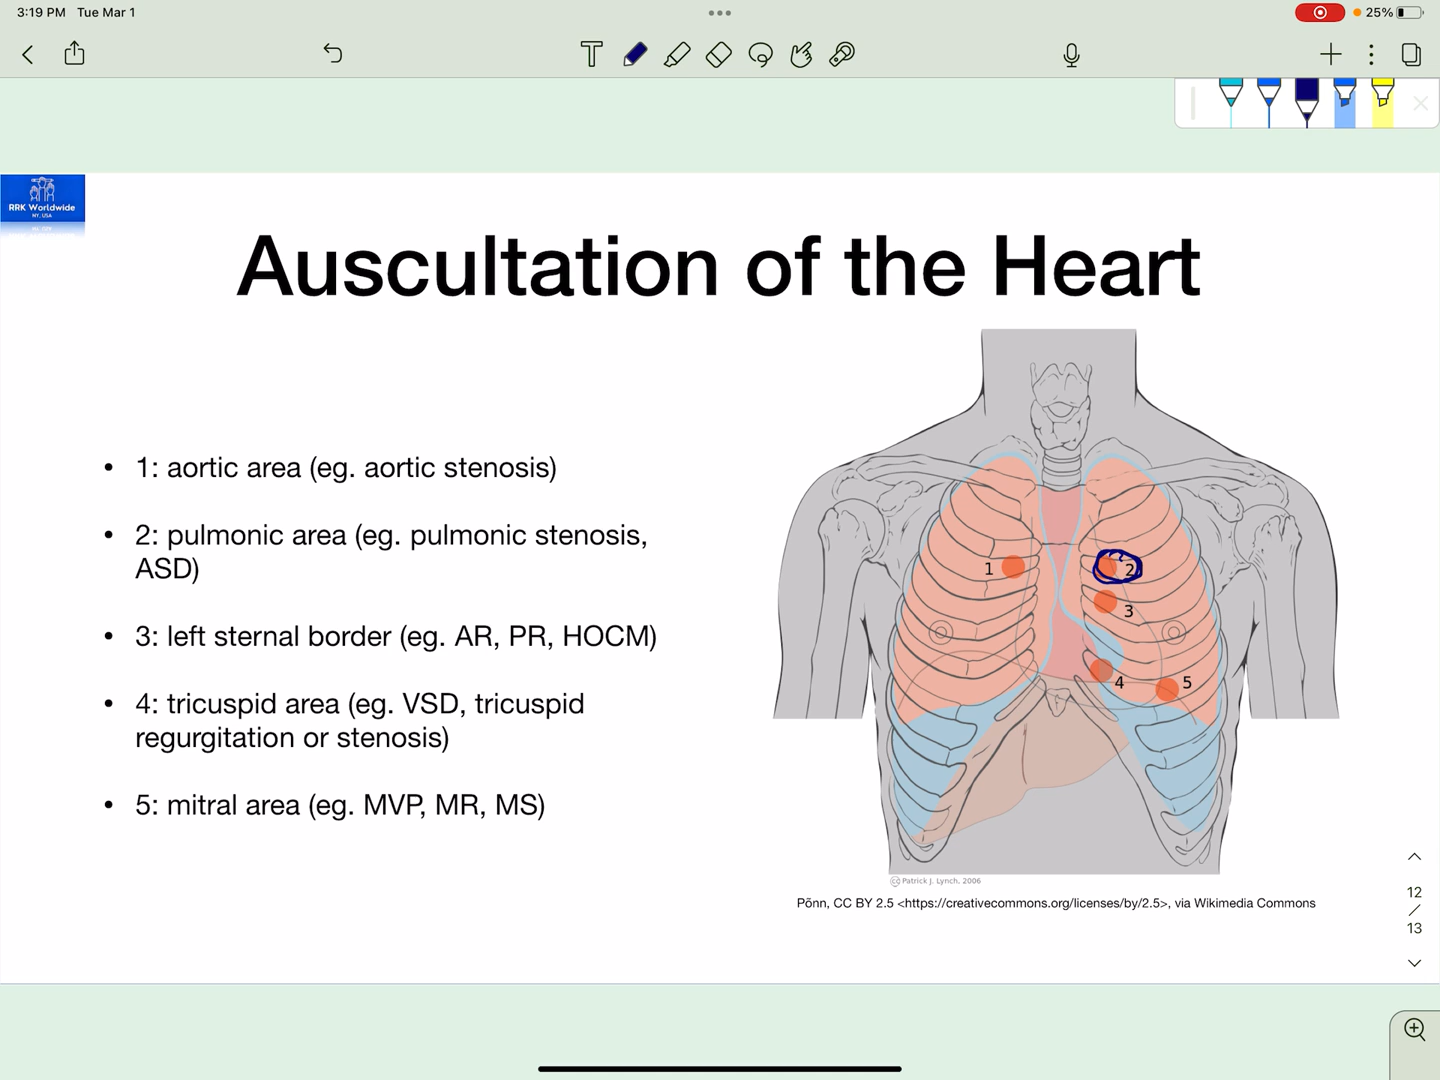 3:19 PM Tue Mar 1
25%
T
RRK Worldwide
NY, USA
Auscultation of the Heart
• 1: aortic area (eg. aortic stenosis)
• 2: pulmonic area (eg. pulmonic stenosis,
ASD)
• 3: left sternal border (eg. AR, PR, HOCM)
• 4: tricuspid area (eg. VSD, tricuspid
regurgitation or stenosis)
• 5: mitral area (eg. MVP, MR, MS)
1
2
3
4
5
cc Patrick J. Lynch, 2006
Põnn, CC BY 2.5 <https://creativecommons.org/licenses/by/2.5>, via Wikimedia Commons
12
/
13